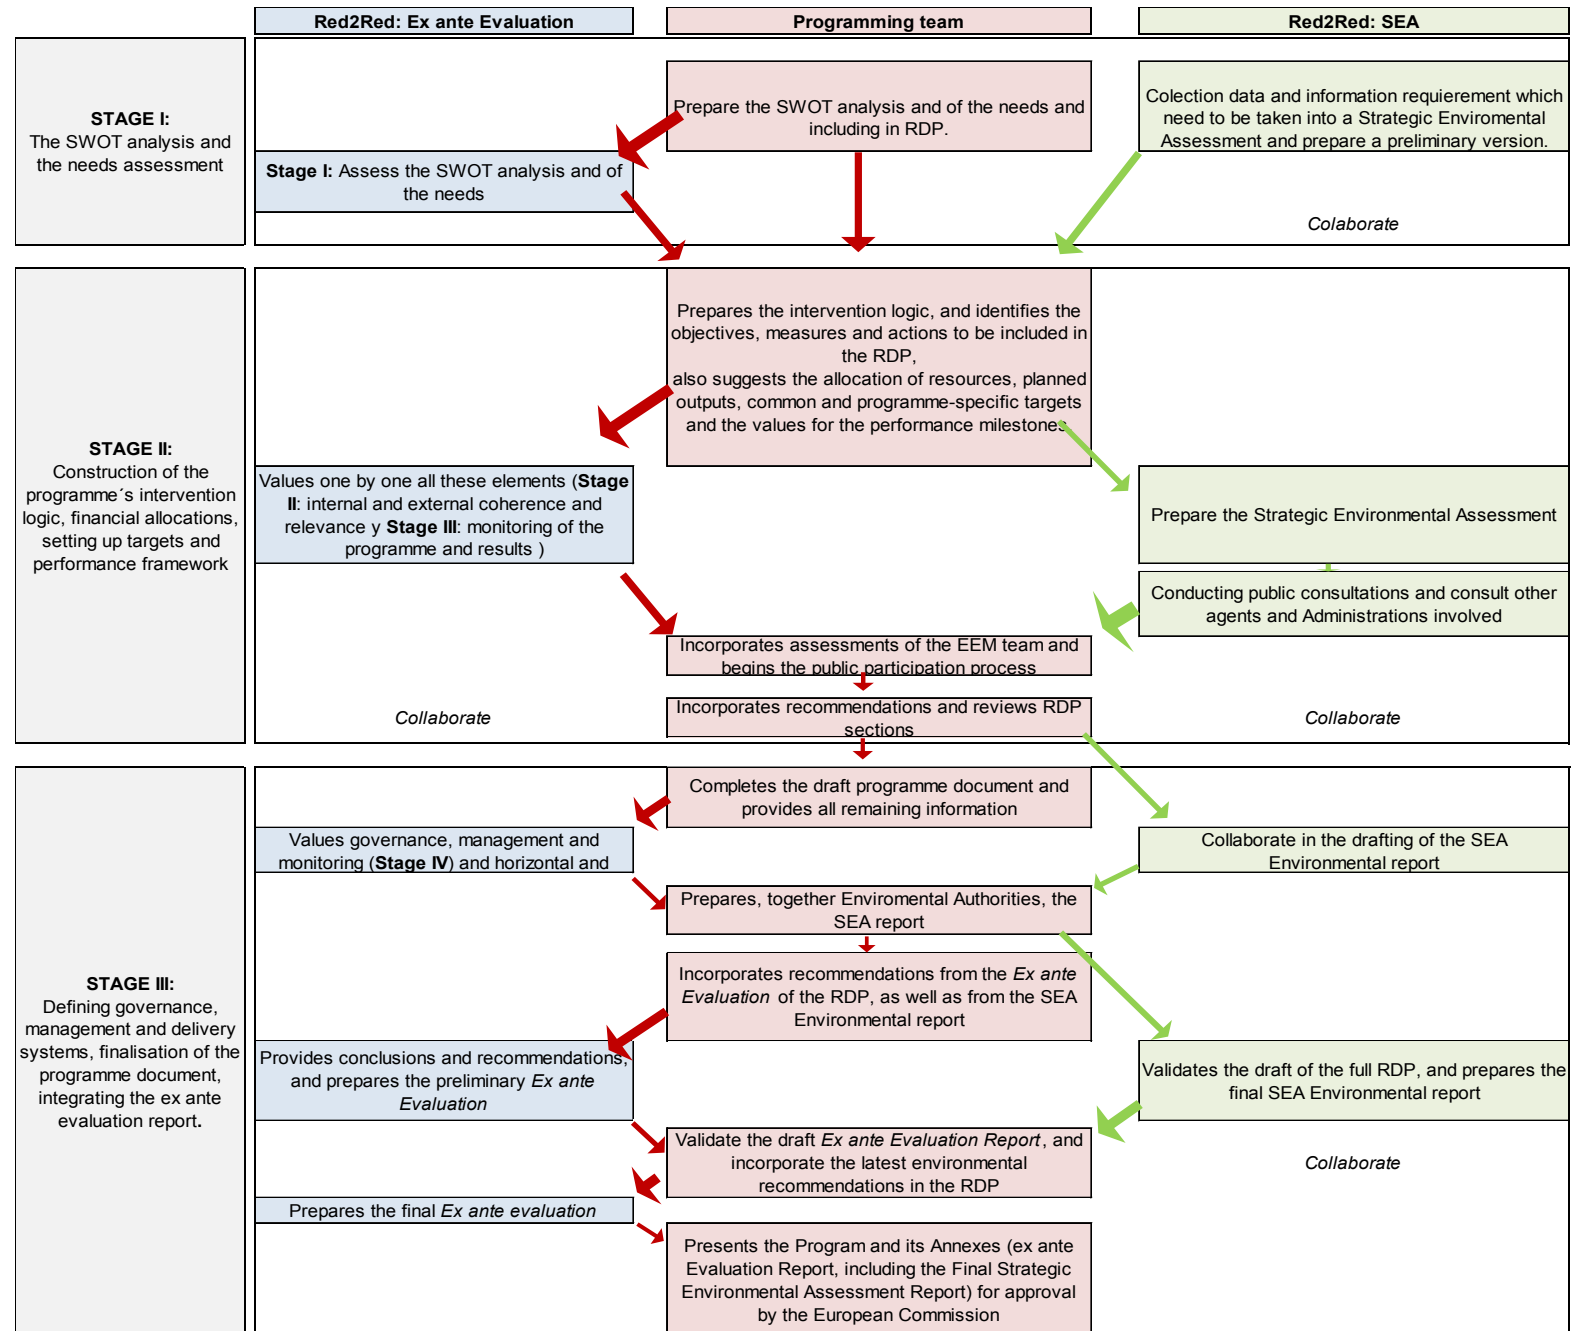 Red2Red: Ex ante Evaluation
Programming team
Red2Red: SEA
STAGE I:
The SWOT analysis and
the needs assessment
Prepare the SWOT analysis and of the needs and
including in RDP.
Colection data and information requierement which
need to be taken into a Strategic Enviromental
Assessment and prepare a preliminary version.
Stage I: Assess the SWOT analysis and of
the needs
Colaborate
STAGE II:
Construction of the
programme´s intervention
logic, financial allocations,
setting up targets and
performance framework
Prepares the intervention logic, and identifies the
objectives, measures and actions to be included in
the RDP,
also suggests the allocation of resources, planned
outputs, common and programme-specific targets
and the values for the performance milestones.
Values one by one all these elements (Stage
II: internal and external coherence and
relevance y Stage III: monitoring of the
programme and results )
Prepare the Strategic Environmental Assessment
Conducting public consultations and consult other
agents and Administrations involved
Incorporates assessments of the EEM team and
begins the public participation process
Collaborate
Incorporates recommendations and reviews RDP
sections
Collaborate
STAGE III:
Defining governance,
management and delivery
systems, finalisation of the
programme document,
integrating the ex ante
evaluation report.
Completes the draft programme document and
provides all remaining information
Values governance, management and
monitoring (Stage IV) and horizontal and
Collaborate in the drafting of the SEA
Environmental report
Prepares, together Enviromental Authorities, the
SEA report
Incorporates recommendations from the Ex ante
Evaluation of the RDP, as well as from the SEA
Environmental report
Provides conclusions and recommendations,
and prepares the preliminary Ex ante
Evaluation
Validates the draft of the full RDP, and prepares the
final SEA Environmental report
Validate the draft Ex ante Evaluation Report, and
incorporate the latest environmental
recommendations in the RDP
Collaborate
Prepares the final Ex ante evaluation
Presents the Program and its Annexes (ex ante
Evaluation Report, including the Final Strategic
Environmental Assessment Report) for approval
by the European Commission